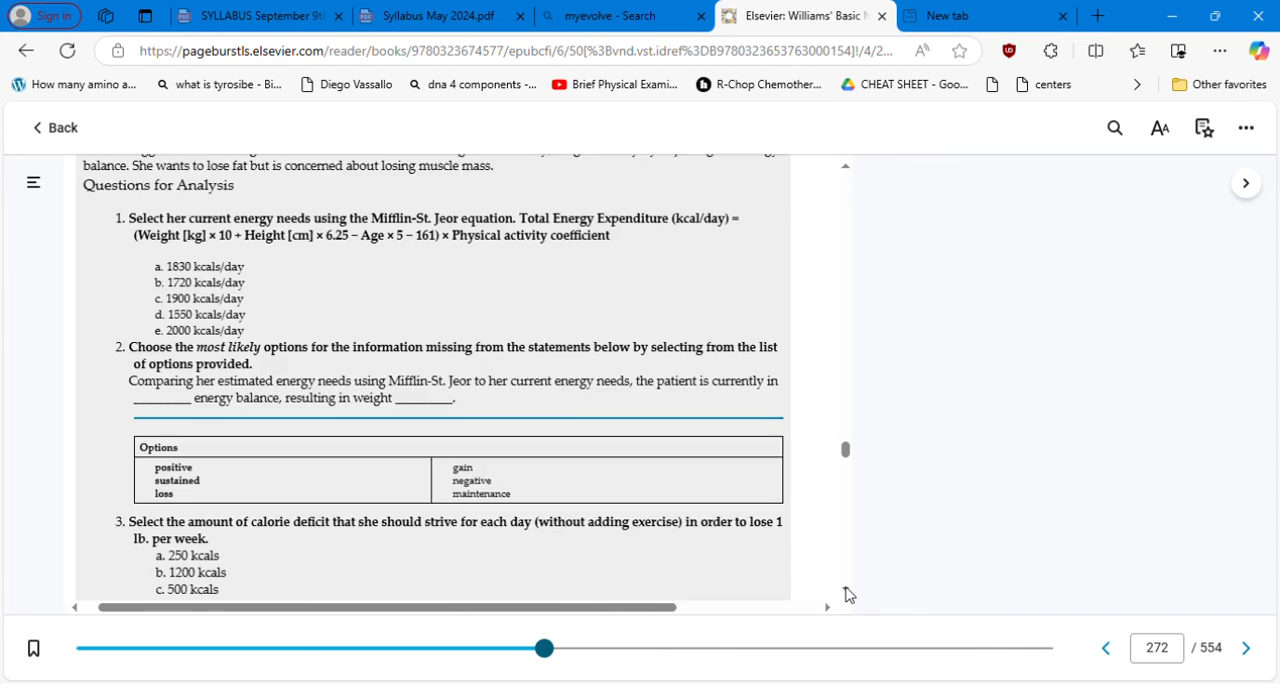 Sign in
SYLLABUS September 9t
Syllabus May 2024.pdf
myevolve - Search
Elsevier: Williams' Basic N
New tab
https://pageburstls.elsevier.com/reader/books/9780323674577/epubcfi/6/50[%3Bvnd.vst.idref%3DB9780323653763000154]!/4/2...
How many amino a...
what is tyrosibe - Bi...
Diego Vassallo
dna 4 components -...
Brief Physical Exami...
R-Chop Chemother...
CHEAT SHEET - Goo...
centers
Other favorites
Back
balance. She wants to lose fat but is concerned about losing muscle mass.
Questions for Analysis
1. Select her current energy needs using the Mifflin-St. Jeor equation. Total Energy Expenditure (kcal/day) =
(Weight [kg] × 10 + Height [cm] × 6.25 − Age × 5 − 161) × Physical activity coefficient
a. 1830 kcals/day
b. 1720 kcals/day
c. 1900 kcals/day
d. 1550 kcals/day
e. 2000 kcals/day
2. Choose the most likely options for the information missing from the statements below by selecting from the list
of options provided.
Comparing her estimated energy needs using Mifflin-St. Jeor to her current energy needs, the patient is currently in
_________ energy balance, resulting in weight _________.
Options
positive gain
sustained negative
loss maintenance
3. Select the amount of calorie deficit that she should strive for each day (without adding exercise) in order to lose 1
lb. per week.
a. 250 kcals
b. 1200 kcals
c. 500 kcals
272 / 554